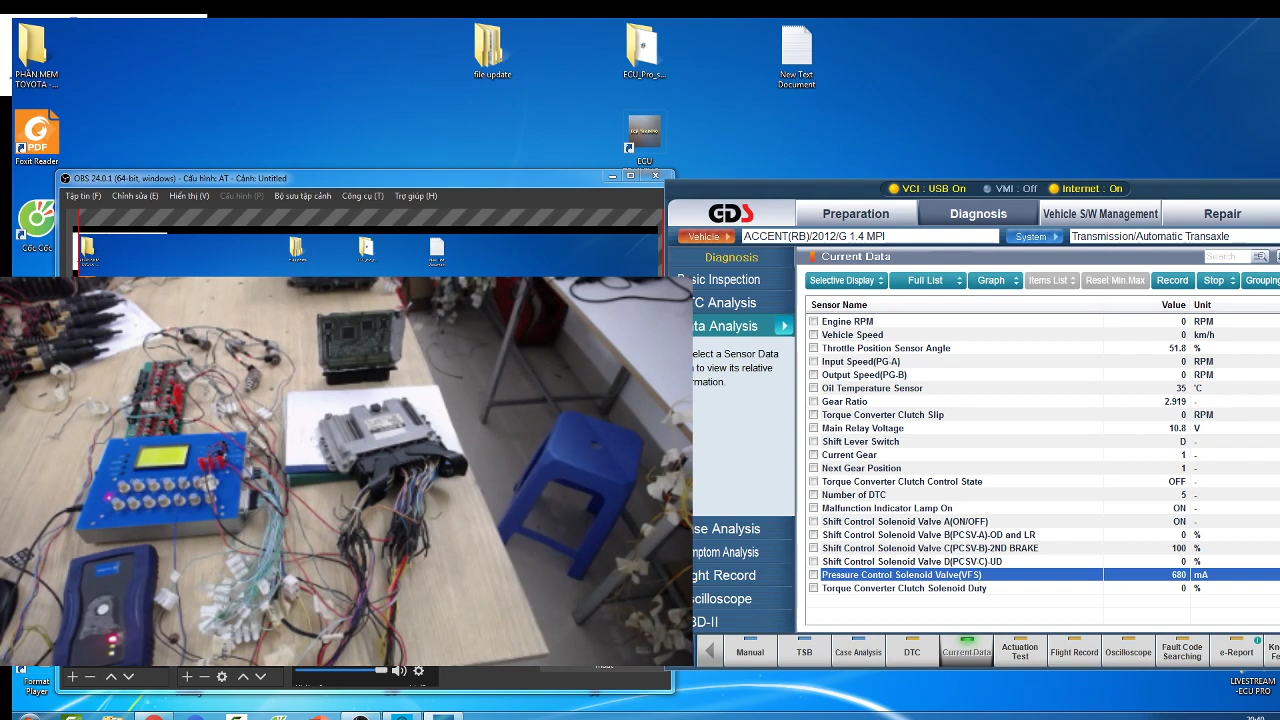 PHẦN MEM
TOYOTA -...
file update
ECU_Pro_s...
New Text
Document
PDF
Foxit Reader
ECU
OBS 24.0.1 (64-bit, windows) - Cấu hình: AT - Cảnh: Untitled
Tập tin (F) Chỉnh sửa (E) Hiển thị (V) Cấu hình (P) Bộ sưu tập cảnh Công cụ (T) Trợ giúp (H)
Cốc Cốc
VCI : USB On VMI : Off Internet : On
GDS Preparation Diagnosis Vehicle S/W Management Repair
Vehicle ACCENT(RB)/2012/G 1.4 MPI System Transmission/Automatic Transaxle
Diagnosis
Current Data
Search
Selective Display Full List Graph Items List Reset Min.Max Record Stop Grouping
asic Inspection
TC Analysis
ata Analysis
elect a Sensor Data
n to view its relative
rmation.
Sensor Name Value Unit
Engine RPM 0 RPM
Vehicle Speed 0 km/h
Throttle Position Sensor Angle 51.8 %
Input Speed(PG-A) 0 RPM
Output Speed(PG-B) 0 RPM
Oil Temperature Sensor 35 'C
Gear Ratio 2.919 -
Torque Converter Clutch Slip 0 RPM
Main Relay Voltage 10.8 V
Shift Lever Switch D -
Current Gear 1 -
Next Gear Position 1 -
Torque Converter Clutch Control State OFF -
Number of DTC 5 -
Malfunction Indicator Lamp On ON -
Shift Control Solenoid Valve A(ON/OFF) ON -
Shift Control Solenoid Valve B(PCSV-A)-OD and LR 0 %
Shift Control Solenoid Valve C(PCSV-B)-2ND BRAKE 100 %
Shift Control Solenoid Valve D(PCSV-C)-UD 0 %
Pressure Control Solenoid Valve(VFS) 680 mA
Torque Converter Clutch Solenoid Duty 0 %
ase Analysis
mptom Analysis
ght Record
scilloscope
BD-II
Manual TSB Case Analysis DTC Current Data Actuation Test Flight Record Oscilloscope Fault Code Searching e-Report
Format
Player
LIVESTREAM
-ECU PRO
20:40